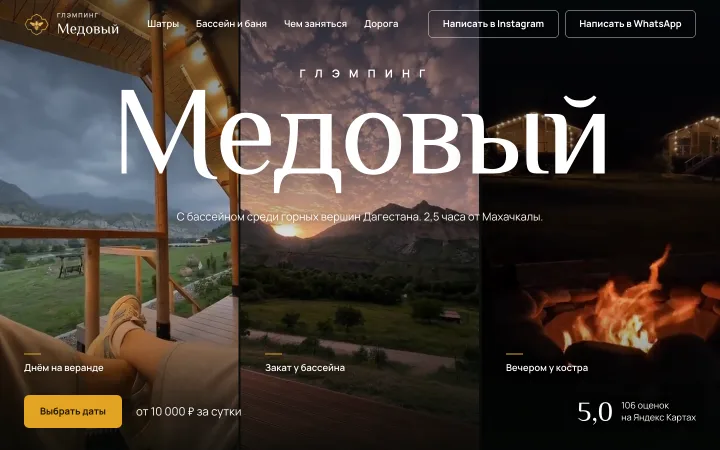 ГЛЭМПИНГ
Медовый
Шатры
Бассейн и баня
Чем заняться
Дорога
Написать в Instagram
Написать в WhatsApp
ГЛЭМПИНГ
Медовый
С бассейном среди горных вершин Дагестана. 2,5 часа от Махачкалы.
Днём на веранде
Закат у бассейна
Вечером у костра
Выбрать даты
от 10 000 ₽ за сутки
5,0
106 оценок
на Яндекс Картах